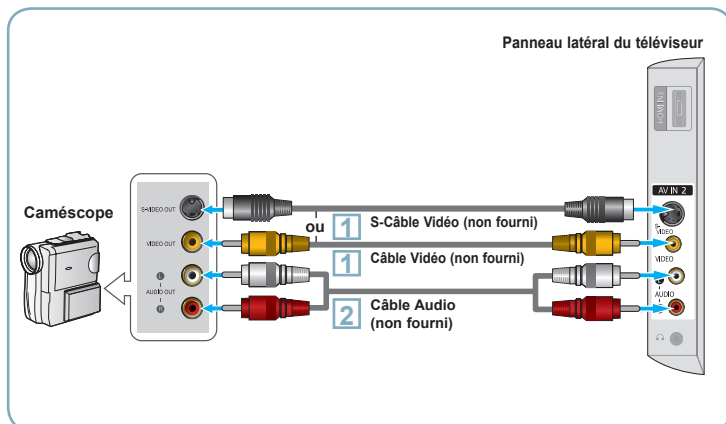 Panneau latéral du téléviseur
HDMI IN 3
AV IN 2
S-VIDEO OUT
Caméscope
ou
1
S-Câble Vidéo (non fourni)
S-
VIDEO
VIDEO OUT
1
Câble Vidéo (non fourni)
VIDEO
L
AUDIO OUT
R
2
Câble Audio
(non fourni)
L
AUDIO